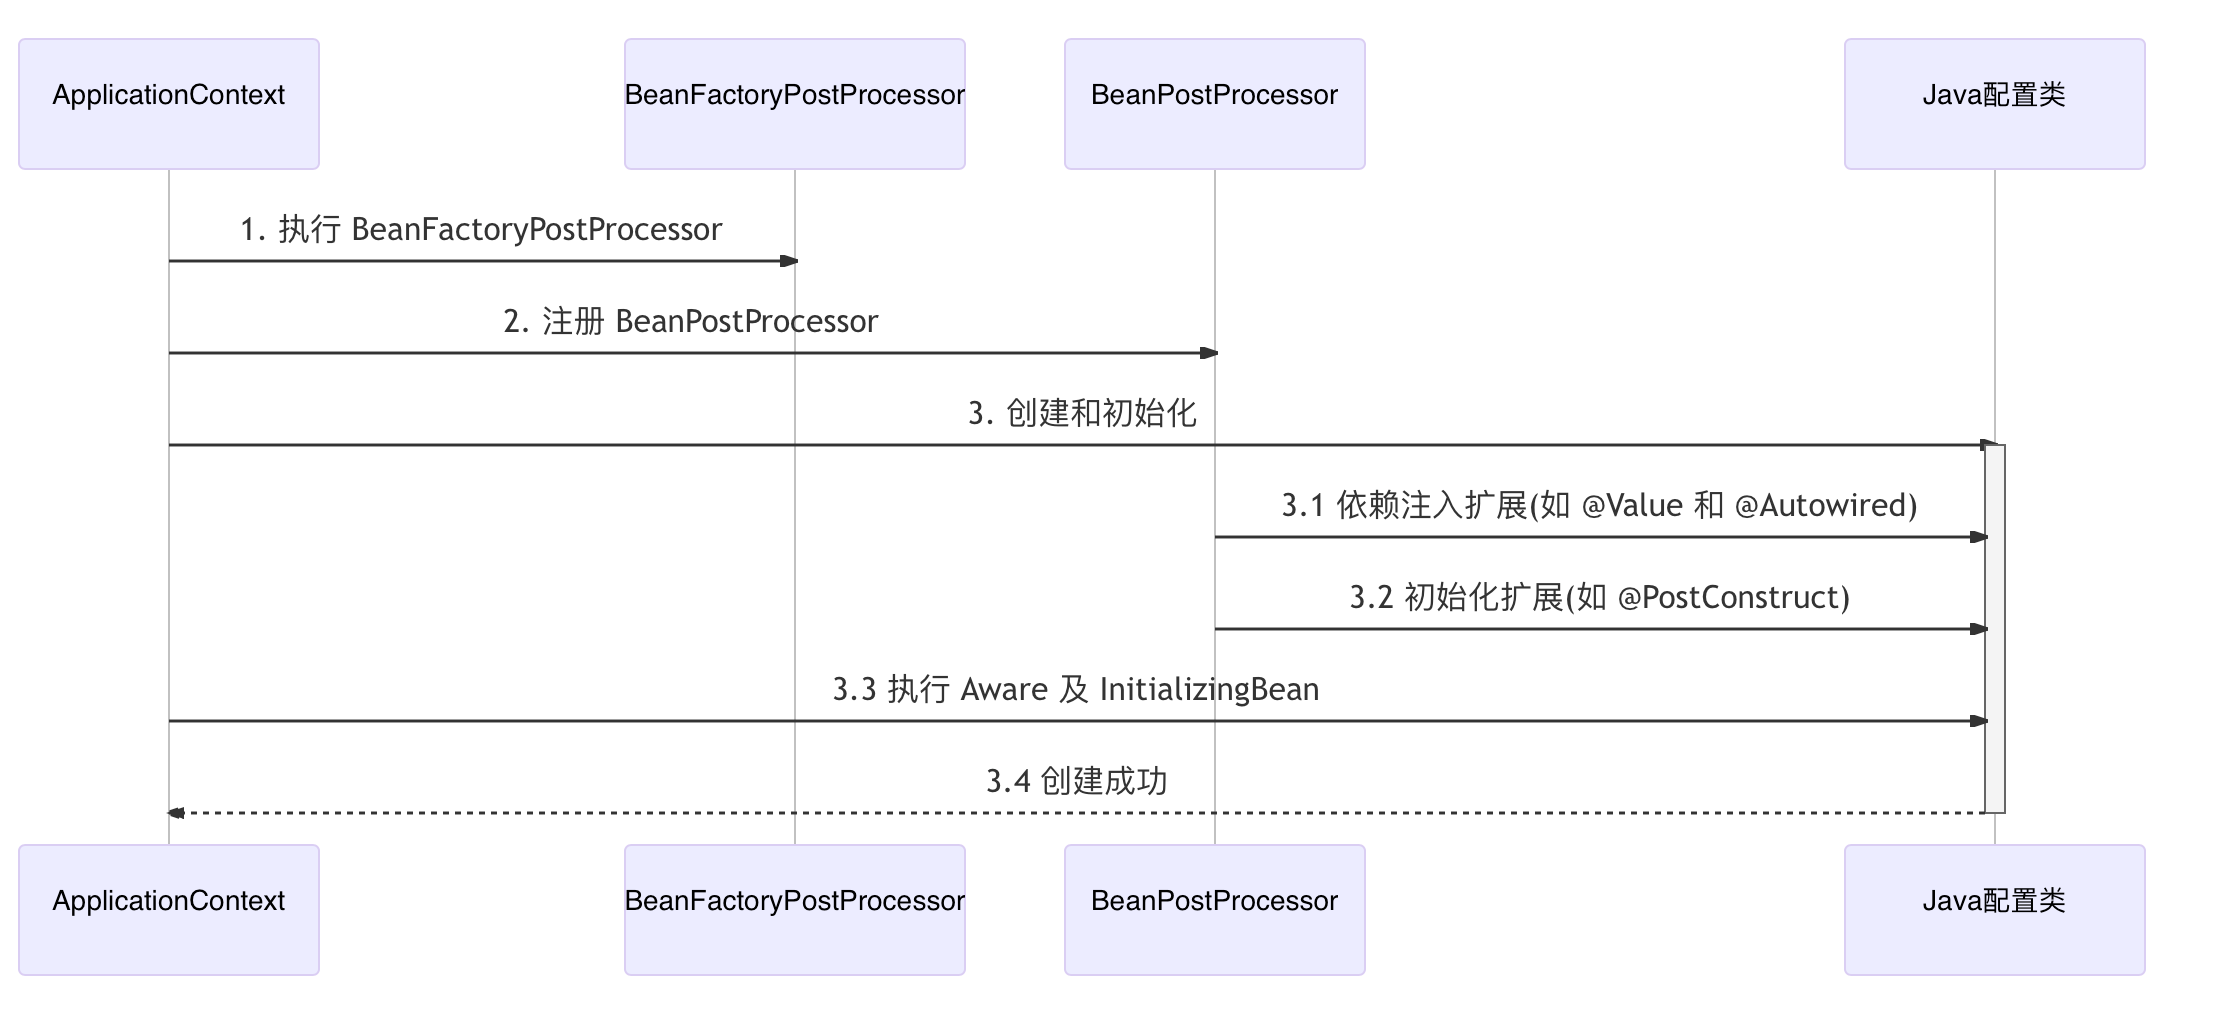 ApplicationContext
BeanFactoryPostProcessor
BeanPostProcessor
Java配置类
1. 执行 BeanFactoryPostProcessor
2. 注册 BeanPostProcessor
3. 创建和初始化
3.1 依赖注入扩展(如 @Value 和 @Autowired)
3.2 初始化扩展(如 @PostConstruct)
3.3 执行 Aware 及 InitializingBean
3.4 创建成功
ApplicationContext
BeanFactoryPostProcessor
BeanPostProcessor
Java配置类